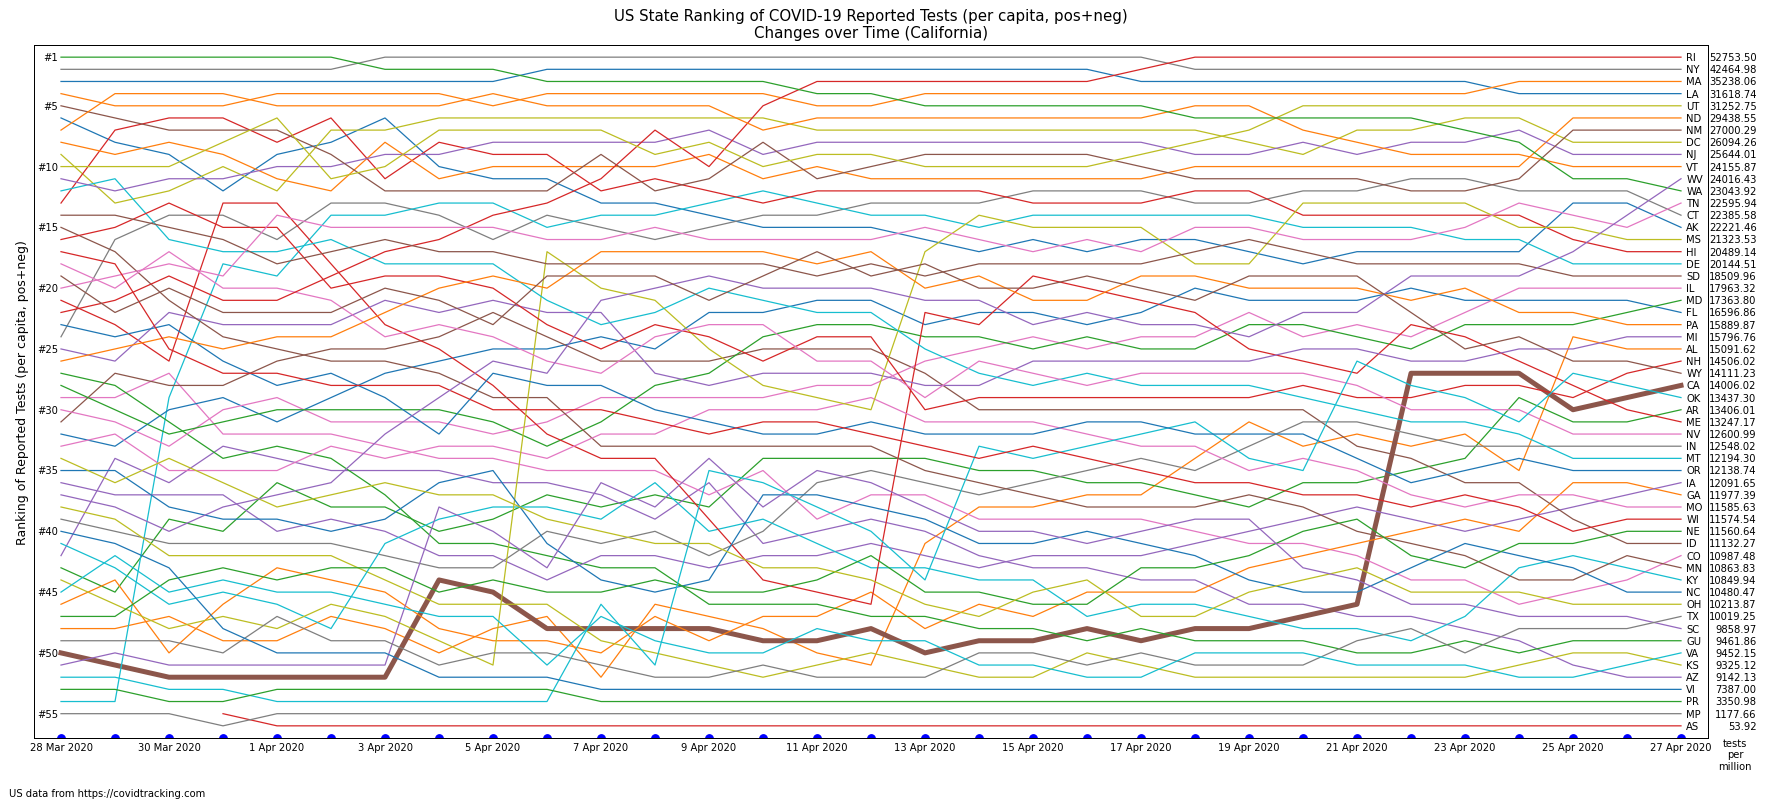 US State Ranking of COVID-19 Reported Tests (per capita, pos+neg)
Changes over Time (California)
Ranking of Reported Tests (per capita, pos+neg)
#1
#5
#10
#15
#20
#25
#30
#35
#40
#45
#50
#55
RI 52753.50
NY 42464.98
MA 35238.06
LA 31618.74
UT 31252.75
ND 29438.55
NM 27000.29
DC 26094.26
NJ 25644.01
VT 24155.87
WV 24016.43
WA 23043.92
TN 22595.94
CT 22385.58
AK 22221.46
MS 21323.53
HI 20489.14
DE 20144.51
SD 18509.96
IL 17963.32
MD 17363.80
FL 16596.86
PA 15889.87
MI 15796.76
AL 15091.62
NH 14506.02
WY 14111.23
CA 14006.02
OK 13437.30
AR 13406.01
ME 13247.17
NV 12600.99
IN 12548.02
MT 12194.30
OR 12138.74
IA 12091.65
GA 11977.39
MO 11585.63
WI 11574.54
NE 11560.64
ID 11132.27
CO 10987.48
MN 10863.83
KY 10849.94
NC 10480.47
OH 10213.87
TX 10019.25
SC 9858.97
GU 9461.86
VA 9452.15
KS 9325.12
AZ 9142.13
VI 7387.00
PR 3350.98
MP 1177.66
AS 53.92
28 Mar 2020 30 Mar 2020 1 Apr 2020 3 Apr 2020 5 Apr 2020 7 Apr 2020 9 Apr 2020 11 Apr 2020 13 Apr 2020 15 Apr 2020 17 Apr 2020 19 Apr 2020 21 Apr 2020 23 Apr 2020 25 Apr 2020 27 Apr 2020
tests
per
million
US data from https://covidtracking.com